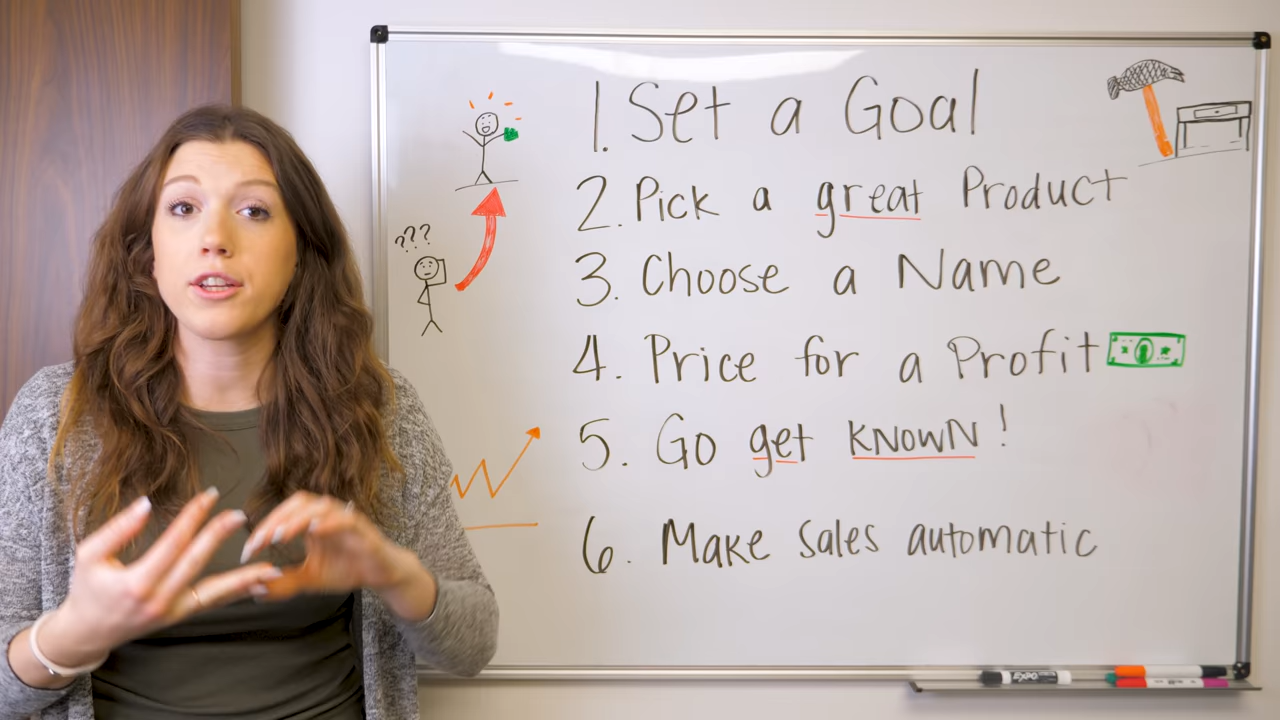 1. Set a Goal
???
2. Pick a great Product
3. Choose a Name
4. Price for a Profit
5. Go get KNOWN!
6. Make Sales automatic
EXPO